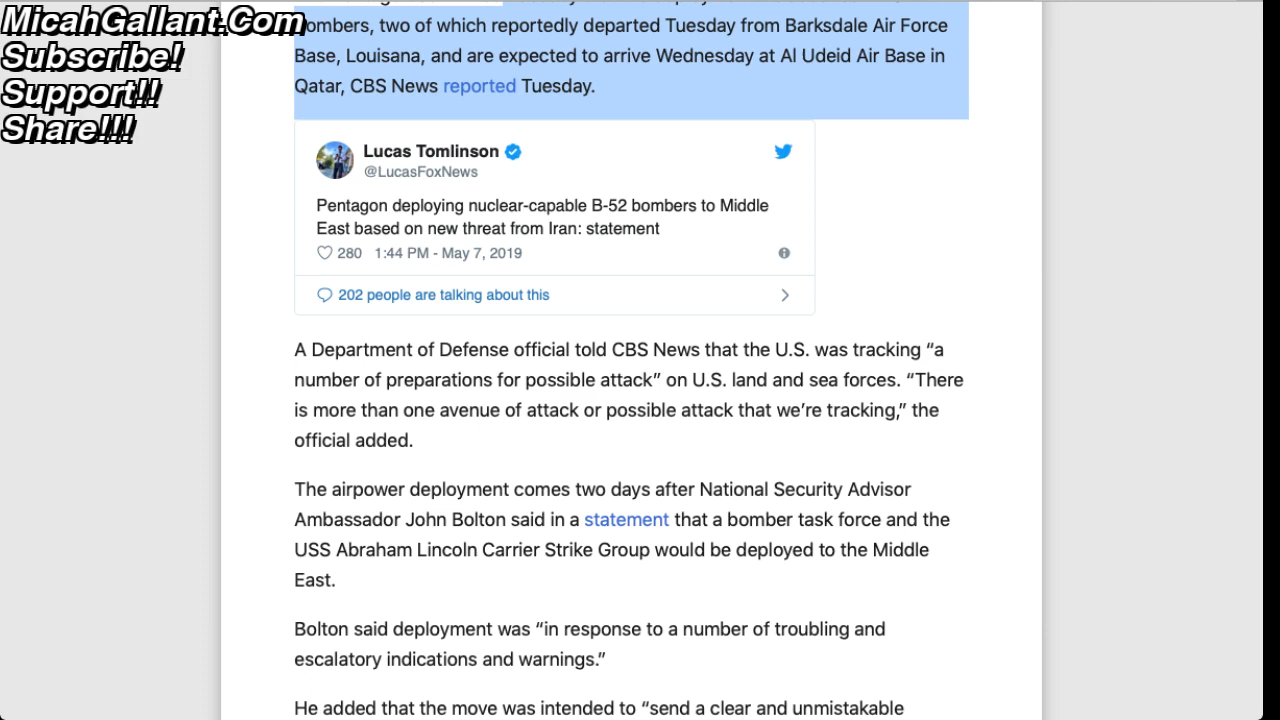 MicahGallant.Com
Subscribe!
Support!!
Share!!!
bombers, two of which reportedly departed Tuesday from Barksdale Air Force
Base, Louisana, and are expected to arrive Wednesday at Al Udeid Air Base in
Qatar, CBS News reported Tuesday.
Lucas Tomlinson
@LucasFoxNews
Pentagon deploying nuclear-capable B-52 bombers to Middle
East based on new threat from Iran: statement
280 1:44 PM - May 7, 2019
202 people are talking about this
A Department of Defense official told CBS News that the U.S. was tracking “a
number of preparations for possible attack” on U.S. land and sea forces. “There
is more than one avenue of attack or possible attack that we’re tracking,” the
official added.
The airpower deployment comes two days after National Security Advisor
Ambassador John Bolton said in a statement that a bomber task force and the
USS Abraham Lincoln Carrier Strike Group would be deployed to the Middle
East.
Bolton said deployment was “in response to a number of troubling and
escalatory indications and warnings.”
He added that the move was intended to “send a clear and unmistakable